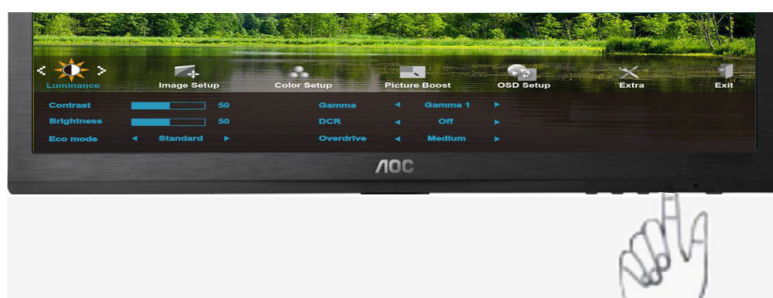 Luminance Image Setup Color Setup Picture Boost OSD Setup Extra Exit
Contrast 50 Gamma Gamma 1
Brightness 50 DCR Off
Eco mode Standard Overdrive Medium
AOC